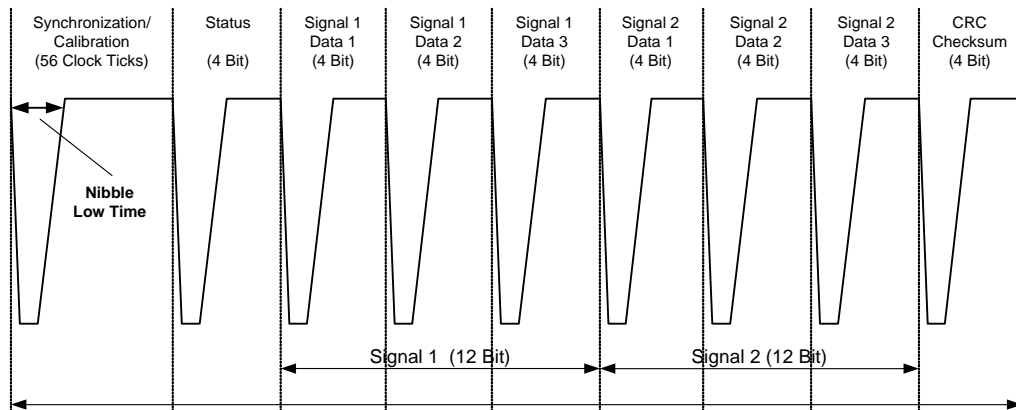 Synchronization/
Calibration
(56 Clock Ticks)
Status
(4 Bit)
Signal 1
Data 1
(4 Bit)
Signal 1
Data 2
(4 Bit)
Signal 1
Data 3
(4 Bit)
Signal 2
Data 1
(4 Bit)
Signal 2
Data 2
(4 Bit)
Signal 2
Data 3
(4 Bit)
CRC
Checksum
(4 Bit)
Nibble
Low Time
Signal 1 (12 Bit)
Signal 2 (12 Bit)